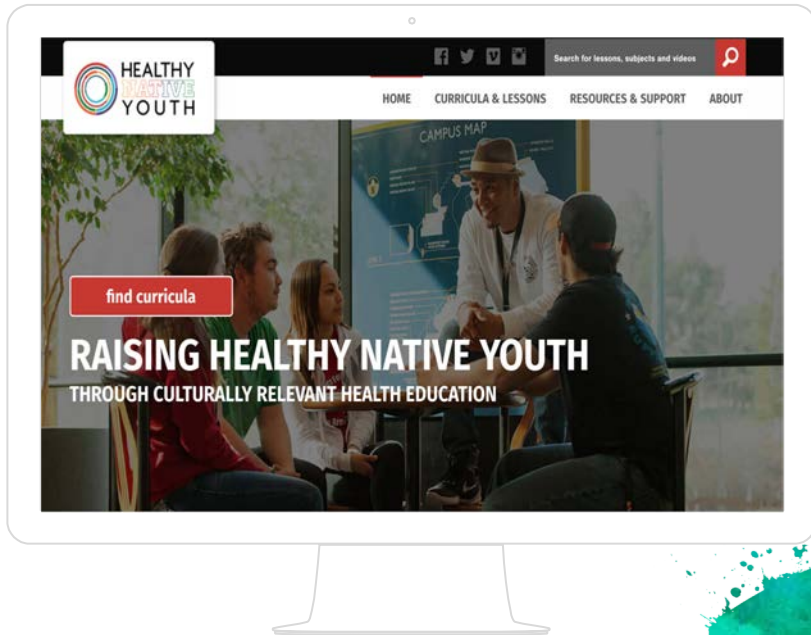 HEALTHY
NATIVE
YOUTH
Search for lessons, subjects and videos
HOME CURRICULA & LESSONS RESOURCES & SUPPORT ABOUT
CAMPUS MAP
find curricula
RAISING HEALTHY NATIVE YOUTH
THROUGH CULTURALLY RELEVANT HEALTH EDUCATION